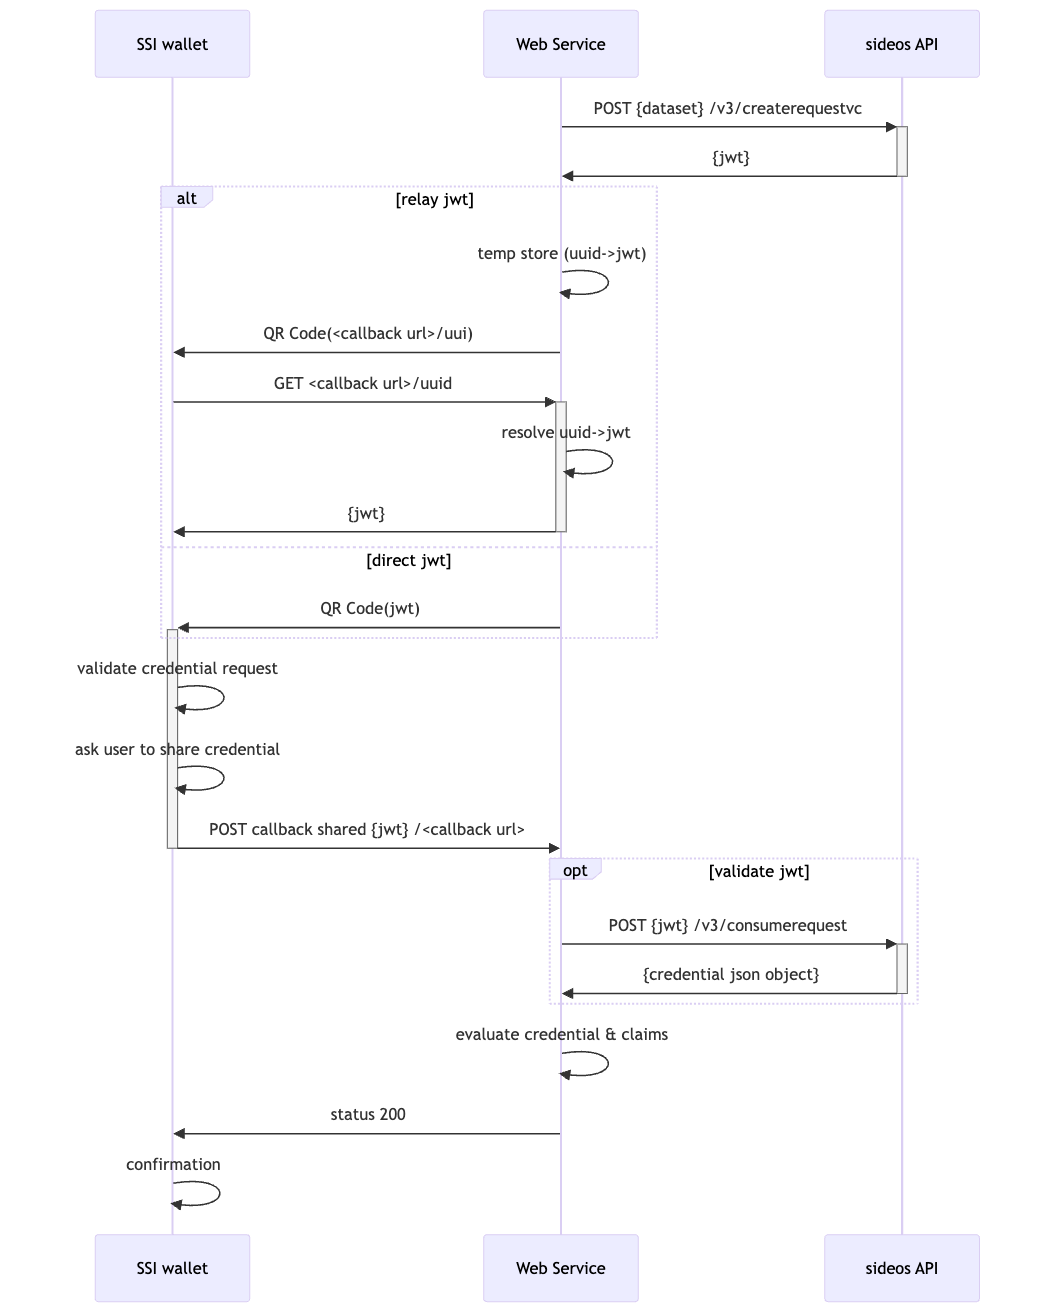 SSI wallet
Web Service
sideos API
POST {dataset} /v3/createrequestvc
{jwt}
alt
[relay jwt]
temp store (uuid->jwt)
QR Code(<callback url>/uui)
GET <callback url>/uuid
resolve uuid->jwt
{jwt}
[direct jwt]
QR Code(jwt)
validate credential request
ask user to share credential
POST callback shared {jwt} /<callback url>
opt
[validate jwt]
POST {jwt} /v3/consumerequest
{credential json object}
evaluate credential & claims
status 200
confirmation
SSI wallet
Web Service
sideos API